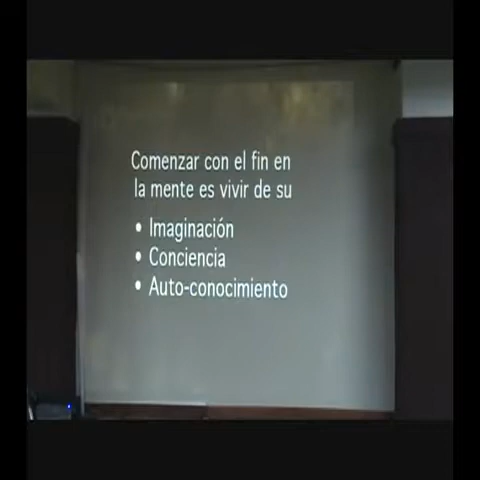 Comenzar con el fin en
la mente es vivir de su
• Imaginación
• Conciencia
• Auto-conocimiento